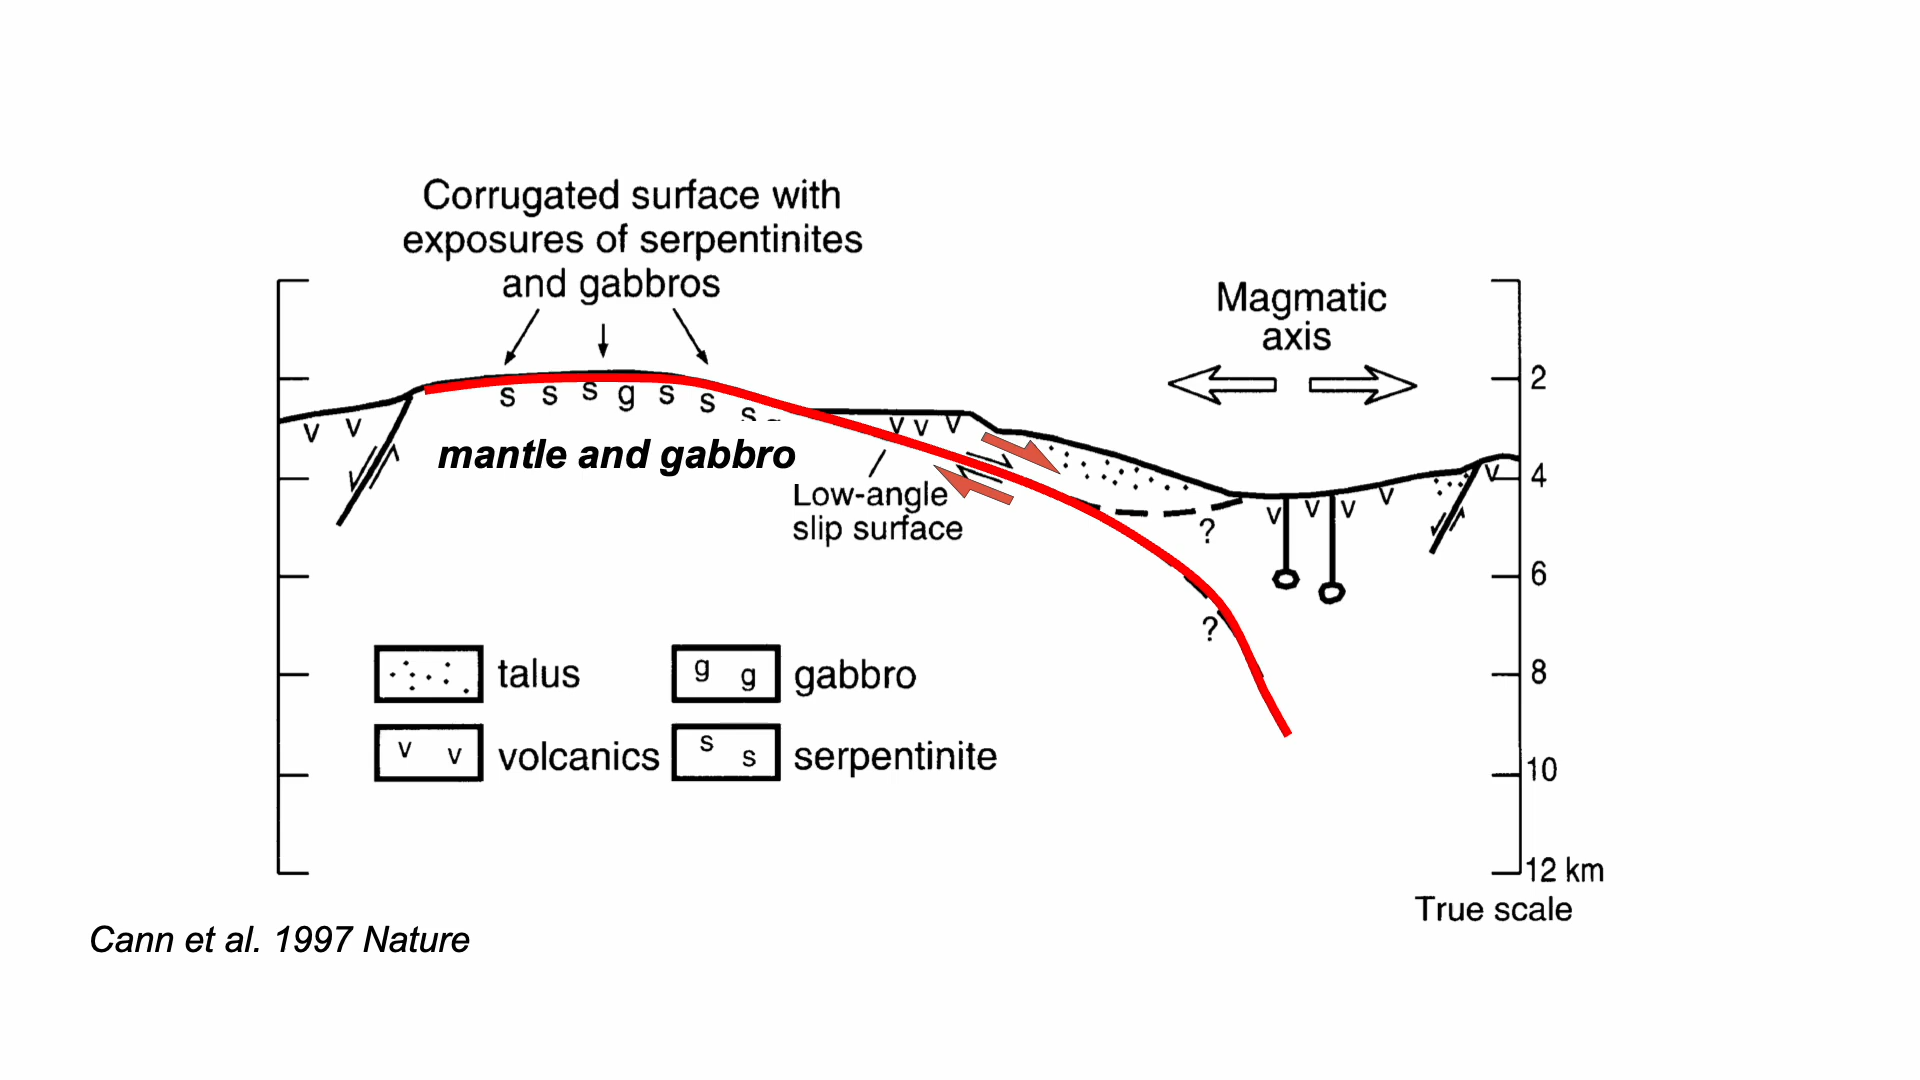 Corrugated surface with
exposures of serpentinites
and gabbros
Magmatic
axis
2
s s s g s s s
v v
v v v
mantle and gabbro
4
v
Low-angle
slip surface
?
v v v v
6
?
talus
g g
gabbro
8
v v
volcanics
s s
serpentinite
10
12 km
True scale
Cann et al. 1997 Nature